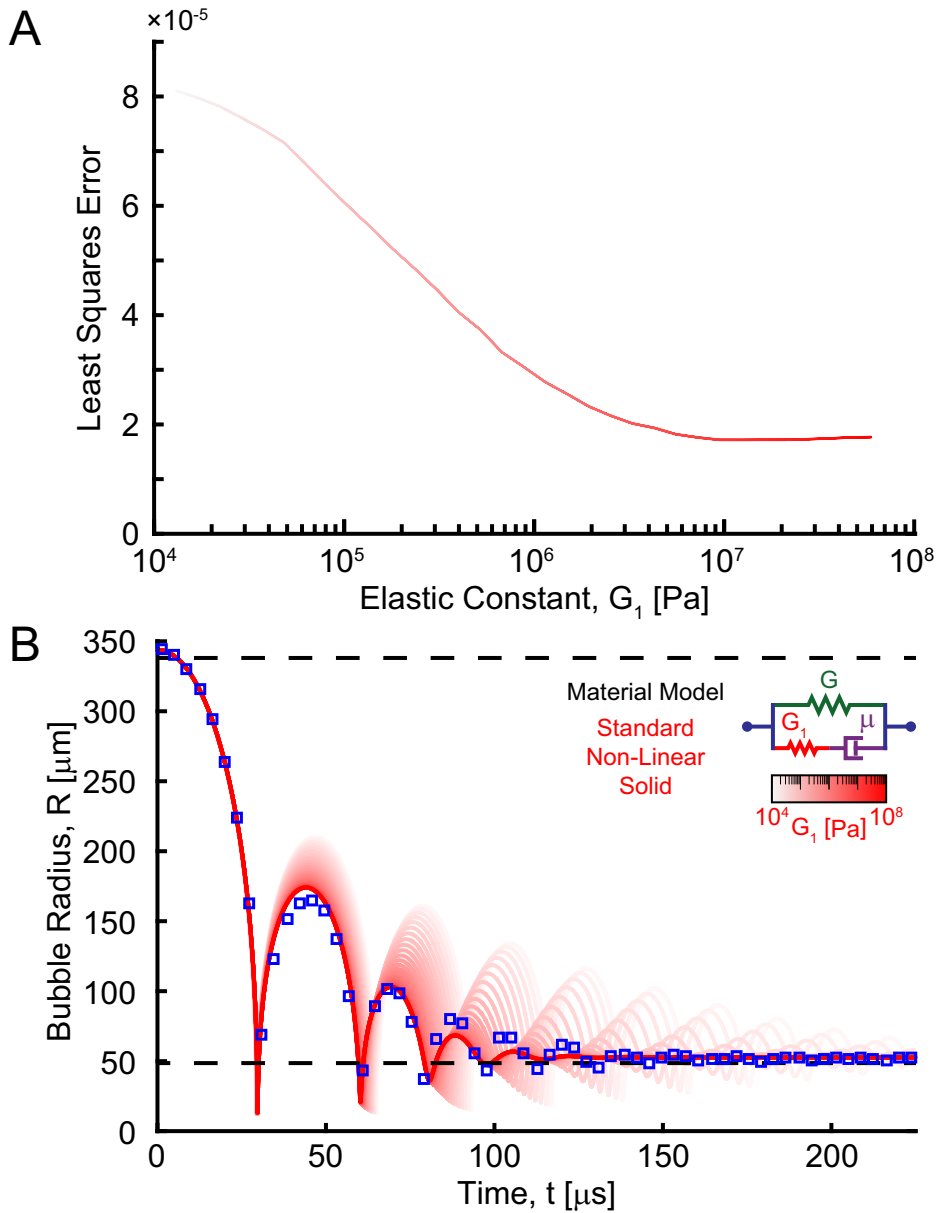 A
×10⁻⁵
8
6
4
2
0
Least Squares Error
10⁴ 10⁵ 10⁶ 10⁷ 10⁸
Elastic Constant, G₁ [Pa]
B
350
300
250
200
150
100
50
0
Bubble Radius, R [μm]
Material Model
Standard
Non-Linear
Solid
G
G₁
μ
10⁴ 10⁸
G₁ [Pa]
0 50 100 150 200
Time, t [μs]